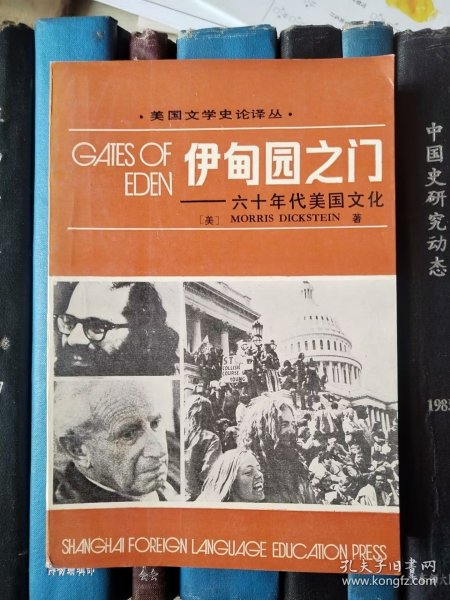 ·美国文学史论译丛·
GATES OF
EDEN
伊甸园之门
——六十年代美国文化
[美] MORRIS DICKSTEIN 著
SHANGHAI FOREIGN LANGUAGE EDUCATION PRESS
中国史研究动态
孔夫子旧书网
book.kongfz.com